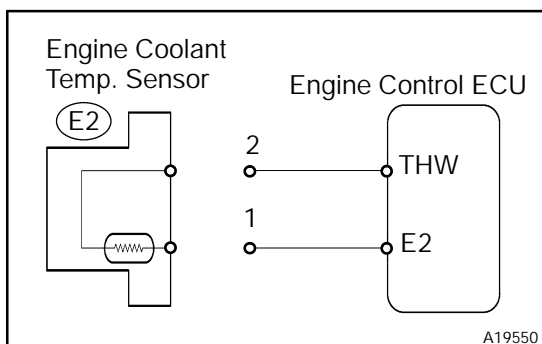 Engine Coolant
Temp. Sensor
Engine Control ECU
E2
2
THW
1
E2
A19550